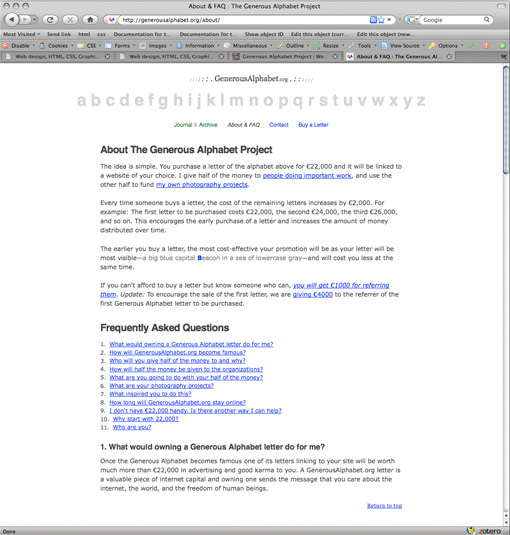 About & FAQ : The Generous Alphabet Project
http://generousalphabet.org/about/
Google
Most Visited Send link html css Documentation for t... Documentation for t... Show object ID Edit this object (curr... Edit this object (new...
Disable Cookies CSS Forms Images Information Miscellaneous Outline Resize Tools View Source Options
Web design, HTML, CSS, Graphi... Web design, HTML, CSS, Graphi... The Generous Alphabet Project: Wo... About & FAQ : The Generous Al...
GenerousAlphabet.org
a b c d e f g h i j k l m n o p q r s t u v w x y z
Journal & Archive About & FAQ Contact Buy a Letter
About The Generous Alphabet Project
The idea is simple. You purchase a letter of the alphabet above for €22,000 and it will be linked to
a website of your choice. I give half of the money to people doing important work, and use the
other half to fund my own photography projects.
Every time someone buys a letter, the cost of the remaining letters increases by €2,000. For
example: The first letter to be purchased costs €22,000, the second €24,000, the third €26,000,
and so on. This encourages the early purchase of a letter and increases the amount of money
distributed over time.
The earlier you buy a letter, the most cost-effective your promotion will be as your letter will be
most visible—a big blue capital Beacon in a sea of lowercase gray—and will cost you less at the
same time.
If you can't afford to buy a letter but know someone who can, you will get €1000 for referring
them. Update: To encourage the sale of the first letter, we are giving €4000 to the referrer of the
first Generous Alphabet letter to be purchased.
Frequently Asked Questions
1. What would owning a Generous Alphabet letter do for me?
2. How will GenerousAlphabet.org become famous?
3. Who will you give half of the money to and why?
4. How will half the money be given to the organizations?
5. What are you going to do with your half of the money?
6. What are your photography projects?
7. What inspired you to do this?
8. How long will GenerousAlphabet.org stay online?
9. I don't have €22,000 handy. Is there another way I can help?
10. Why start with 22,000?
11. Who are you?
1. What would owning a Generous Alphabet letter do for me?
Once the Generous Alphabet becomes famous one of its letters linking to your site will be worth
much more than €22,000 in advertising and good karma to you. A GenerousAlphabet.org letter is
a valuable piece of internet capital and owning one sends the message that you care about the
internet, the world, and the freedom of human beings.
Return to top
Done
zotero